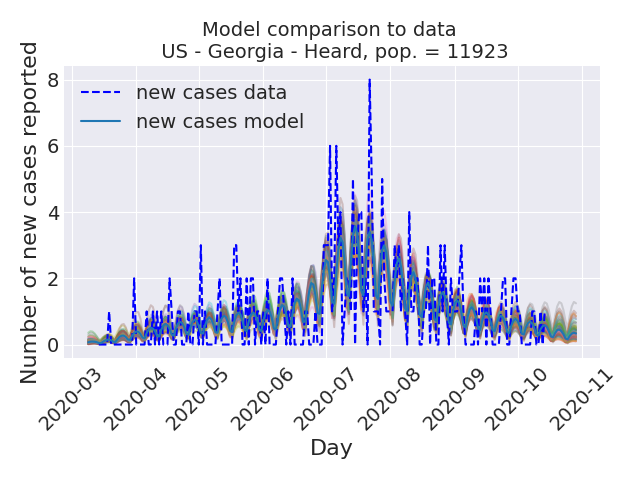 Model comparison to data
US - Georgia - Heard, pop. = 11923
Number of new cases reported
8
6
4
2
0
new cases data
new cases model
2020-03
2020-04
2020-05
2020-06
2020-07
2020-08
2020-09
2020-10
2020-11
Day